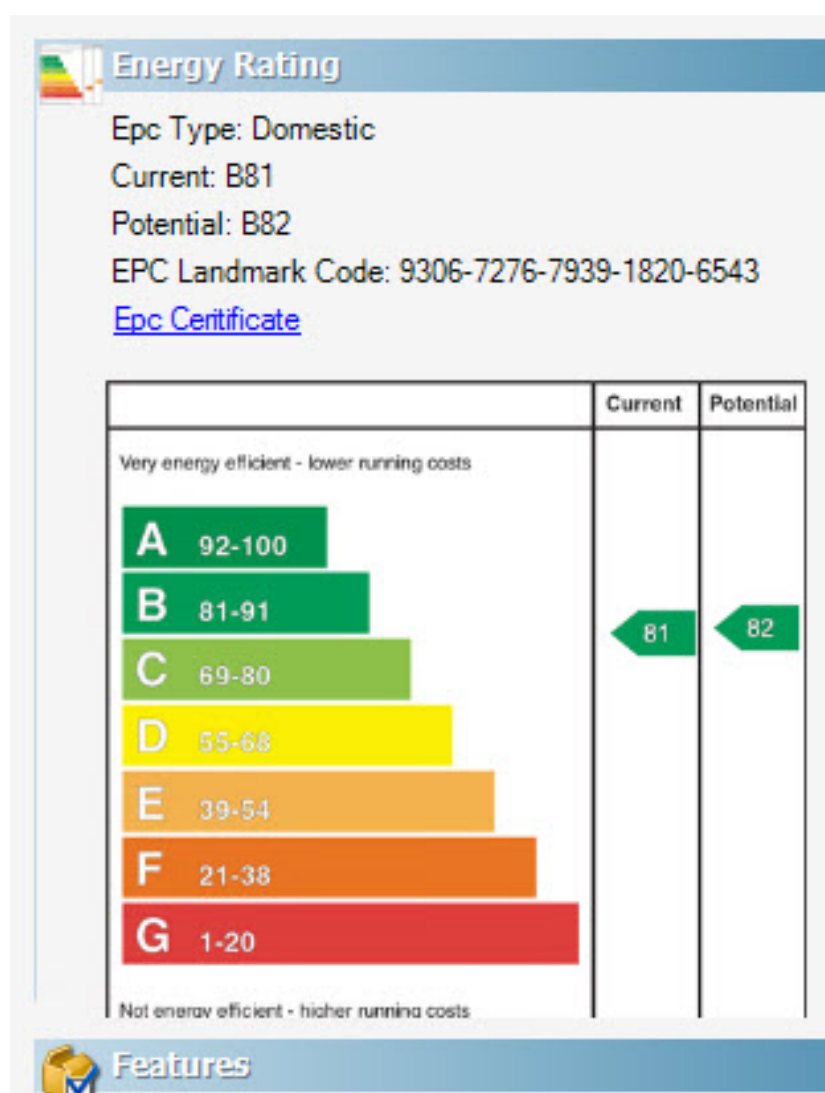 Energy Rating
Epc Type: Domestic
Current: B81
Potential: B82
EPC Landmark Code: 9306-7276-7939-1820-6543
Epc Ceritificate
Current Potential
Very energy efficient - lower running costs
A 92-100
B 81-91
81 82
C 69-80
D 55-68
E 39-54
F 21-38
G 1-20
Not energy efficient - higher running costs
Features